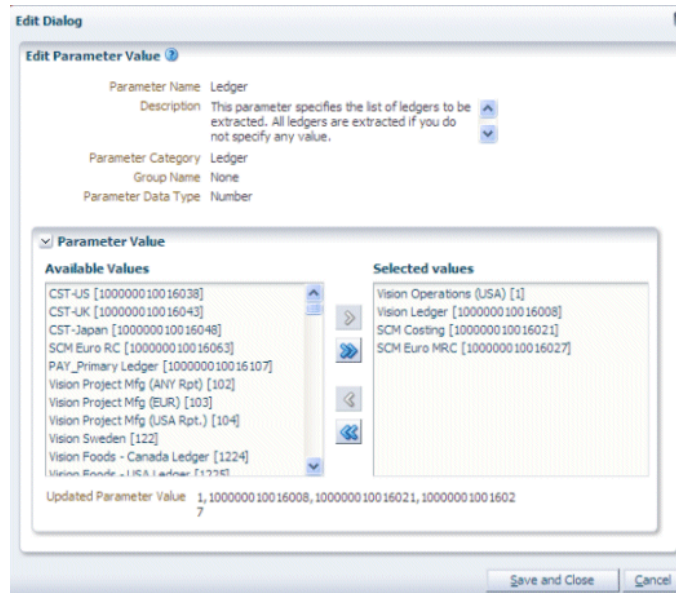 Edit Dialog
Edit Parameter Value
Parameter Name Ledger
Description This parameter specifies the list of ledgers to be
extracted. All ledgers are extracted if you do
not specify any value.
Parameter Category Ledger
Group Name None
Parameter Data Type Number
Parameter Value
Available Values
CST-US [100000010016038]
CST-UK [100000010016043]
CST-Japan [100000010016048]
SCM Euro RC [100000010016063]
PAY_Primary Ledger [100000010016107]
Vision Project Mfg (ANY Rpt) [102]
Vision Project Mfg (EUR) [103]
Vision Project Mfg (USA Rpt.) [104]
Vision Sweden [122]
Vision Foods - Canada Ledger [1224]
Vision Foods - USA Ledger [1225]
Selected values
Vision Operations (USA) [1]
Vision Ledger [100000010016008]
SCM Costing [100000010016021]
SCM Euro MRC [100000010016027]
Updated Parameter Value 1,100000010016008,100000010016021,10000001001602
7
Save and Close
Cancel